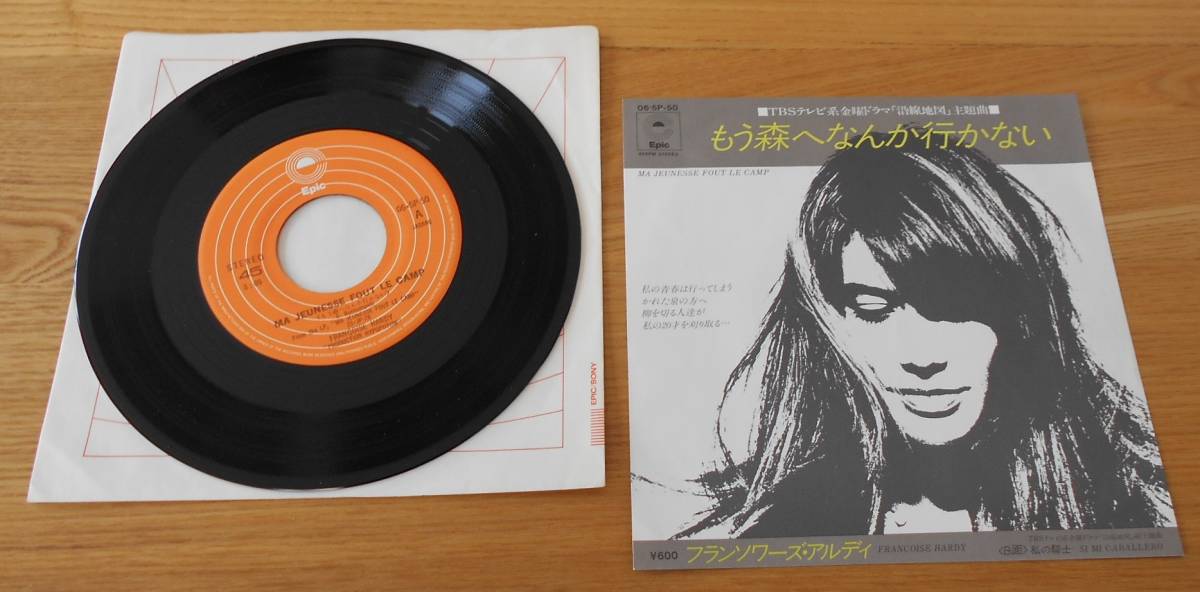 Epic
06·5P-50
A
STEREO
45
MA JEUNESSE FOUT LE CAMP
FRANÇOISE HARDY
EPIC/SONY
06·5P-50
■TBSテレビ系金曜ドラマ「沿線地図」主題曲■
Epic
45RPM STEREO
もう森へなんか行かない
MA JEUNESSE FOUT LE CAMP
私の青春は行ってしまう
かれた泉の方へ
柳を切る人達が
私の20才を刈り取る…
¥600
フランソワーズ・アルディ
FRANCOISE HARDY
〈B面〉私の騎士 SI MI CABALLERO